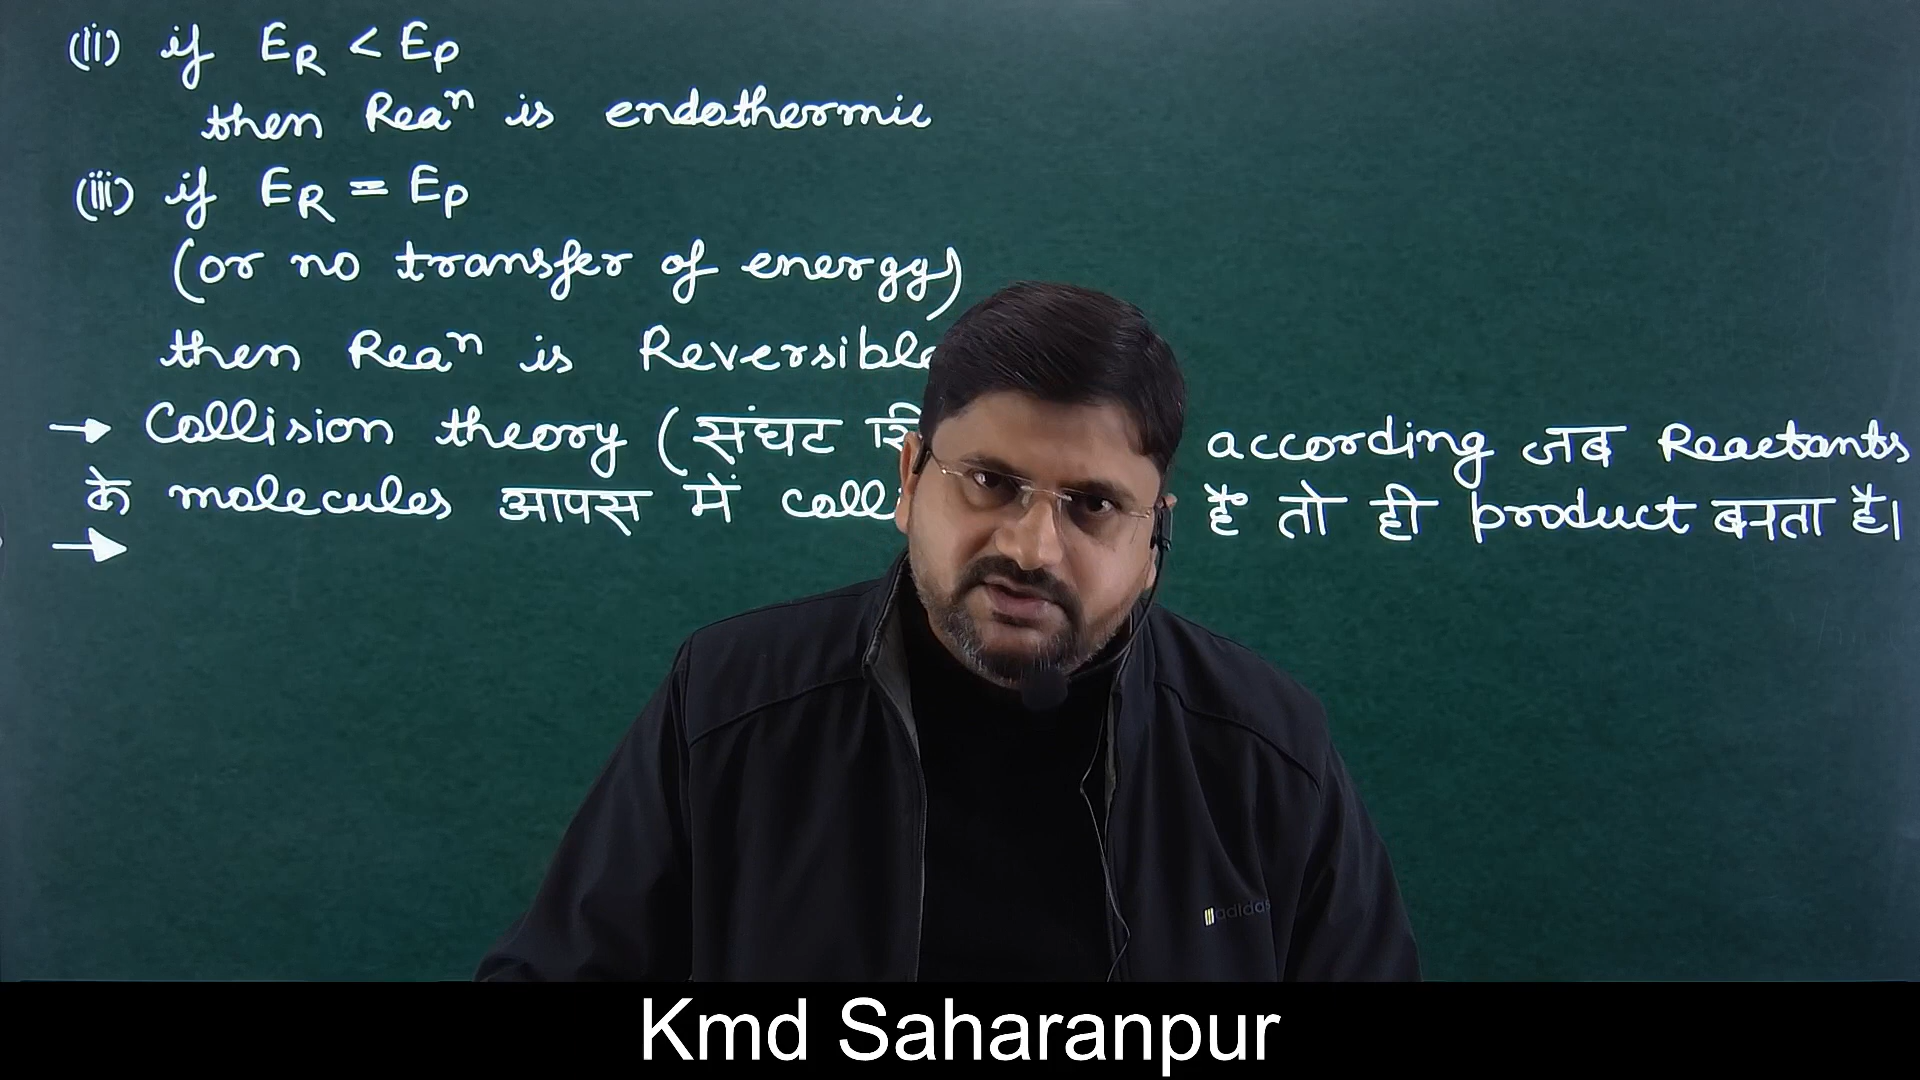 (ii) if E_R < E_P
then Reaⁿ is endothermic
(iii) if E_R = E_P
(or no transfer of energy)
then Reaⁿ is Reversible
→ Collision theory (संघट according जब Reactants
के molecules आपस में हैं तो ही product बनता है।
→
adidas
Kmd Saharanpur